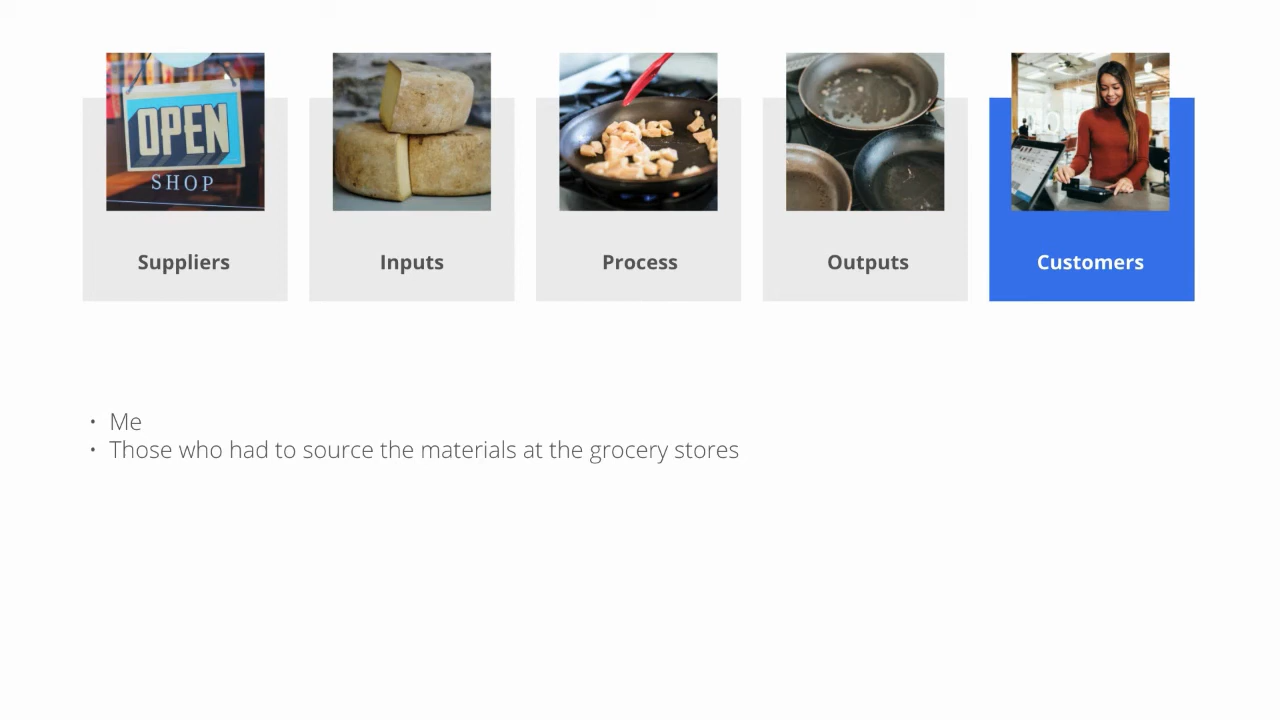 OPEN
SHOP
Suppliers
Inputs
Process
Outputs
Customers
• Me
• Those who had to source the materials at the grocery stores